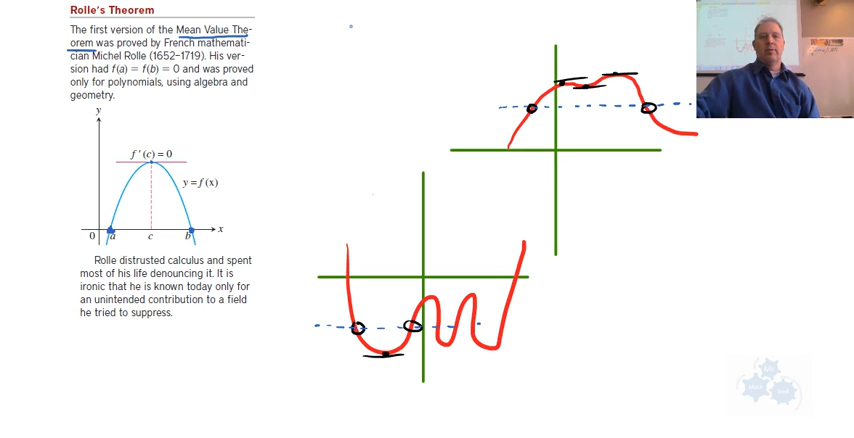 Rolle's Theorem
The first version of the Mean Value The-
orem was proved by French mathemati-
cian Michel Rolle (1652–1719). His ver-
sion had f(a) = f(b) = 0 and was proved
only for polynomials, using algebra and
geometry.
y
f'(c) = 0
y = f(x)
0 a c b x
Rolle distrusted calculus and spent
most of his life denouncing it. It is
ironic that he is known today only for
an unintended contribution to a field
he tried to suppress.